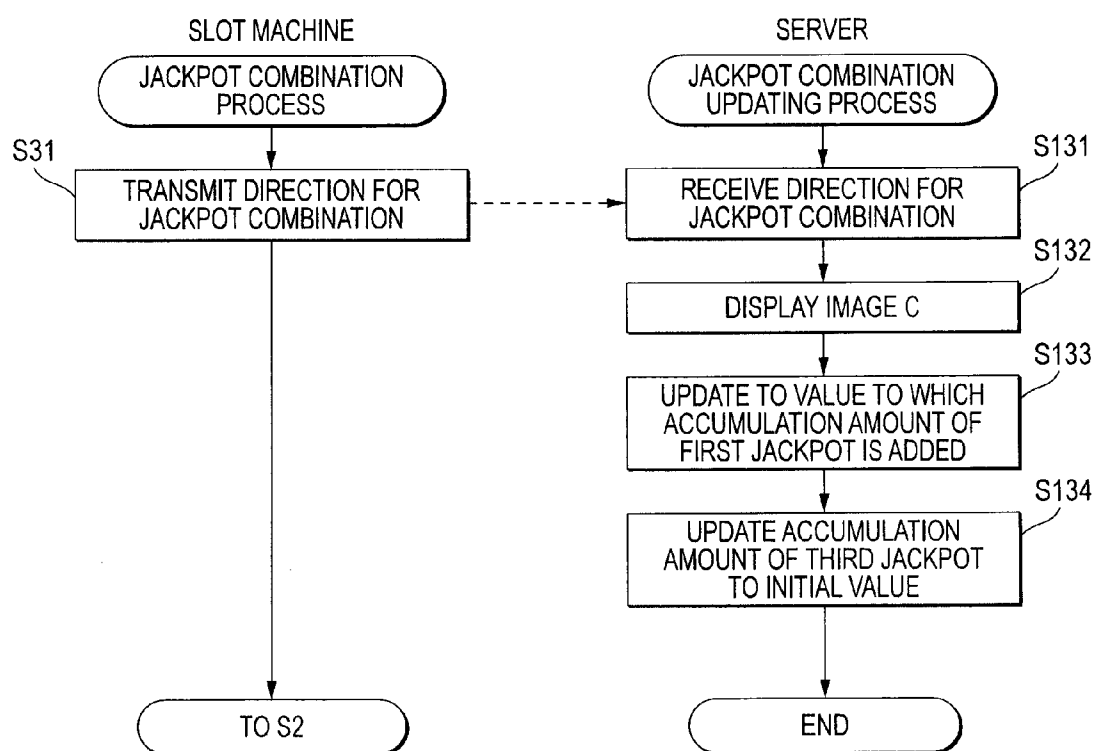 SLOT MACHINE
JACKPOT COMBINATION
PROCESS
S31
TRANSMIT DIRECTION FOR
JACKPOT COMBINATION
TO S2
SERVER
JACKPOT COMBINATION
UPDATING PROCESS
S131
RECEIVE DIRECTION FOR
JACKPOT COMBINATION
S132
DISPLAY IMAGE C
S133
UPDATE TO VALUE TO WHICH
ACCUMULATION AMOUNT OF
FIRST JACKPOT IS ADDED
S134
UPDATE ACCUMULATION
AMOUNT OF THIRD JACKPOT
TO INITIAL VALUE
END